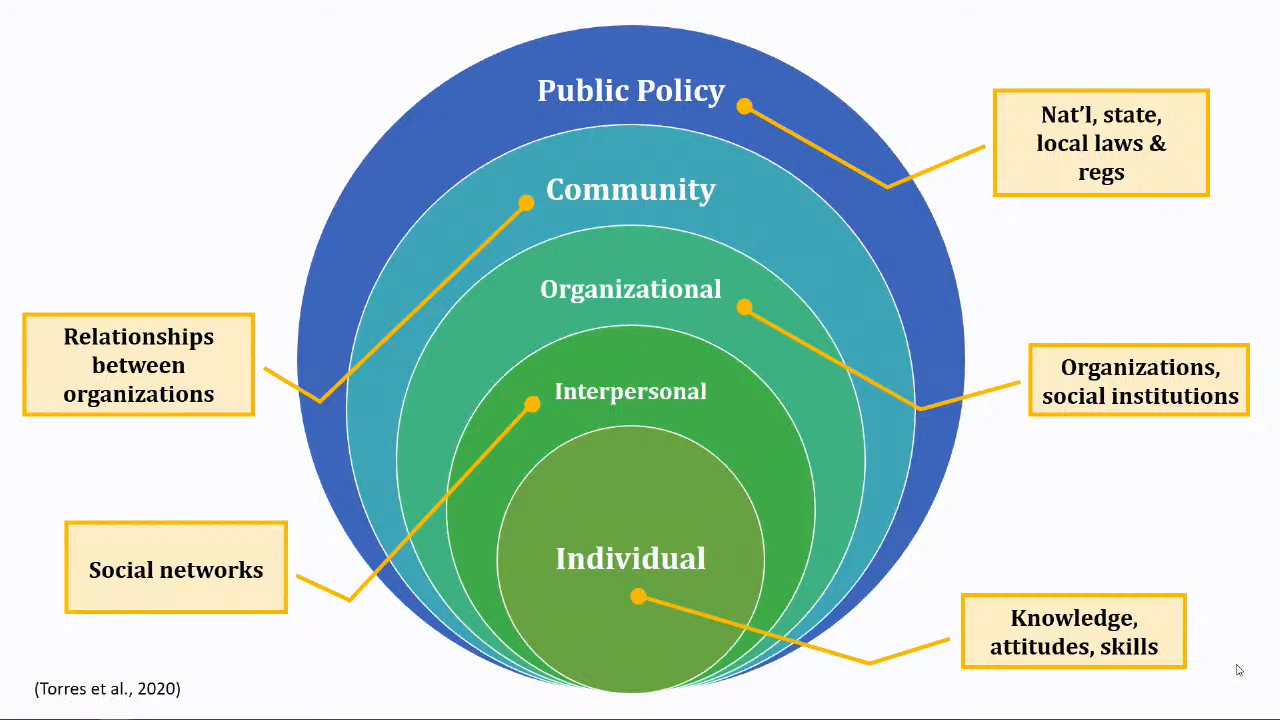 Public Policy
Nat’l, state,
local laws &
regs
Community
Organizational
Relationships
between
organizations
Organizations,
social institutions
Interpersonal
Social networks
Individual
Knowledge,
attitudes, skills
(Torres et al., 2020)